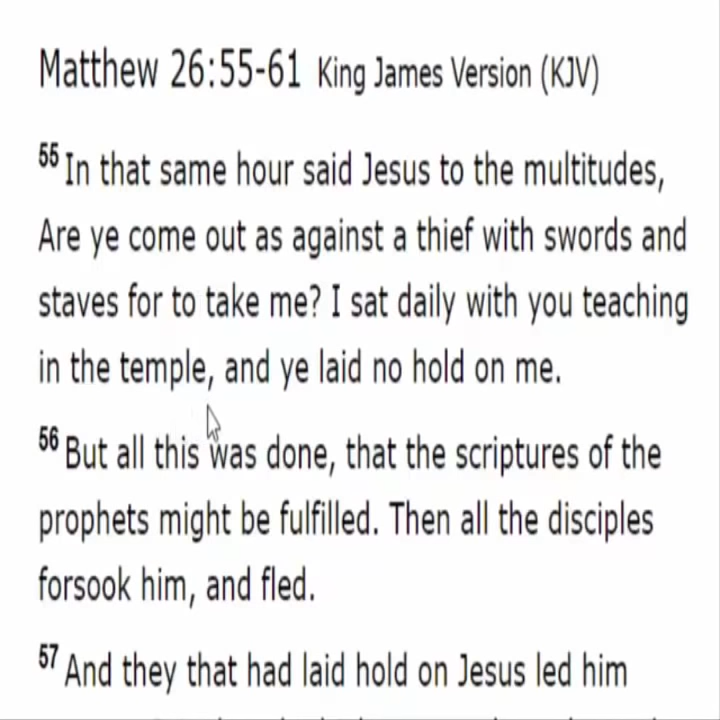 Matthew 26:55-61 King James Version (KJV)
55 In that same hour said Jesus to the multitudes,
Are ye come out as against a thief with swords and
staves for to take me? I sat daily with you teaching
in the temple, and ye laid no hold on me.
56 But all this was done, that the scriptures of the
prophets might be fulfilled. Then all the disciples
forsook him, and fled.
57 And they that had laid hold on Jesus led him